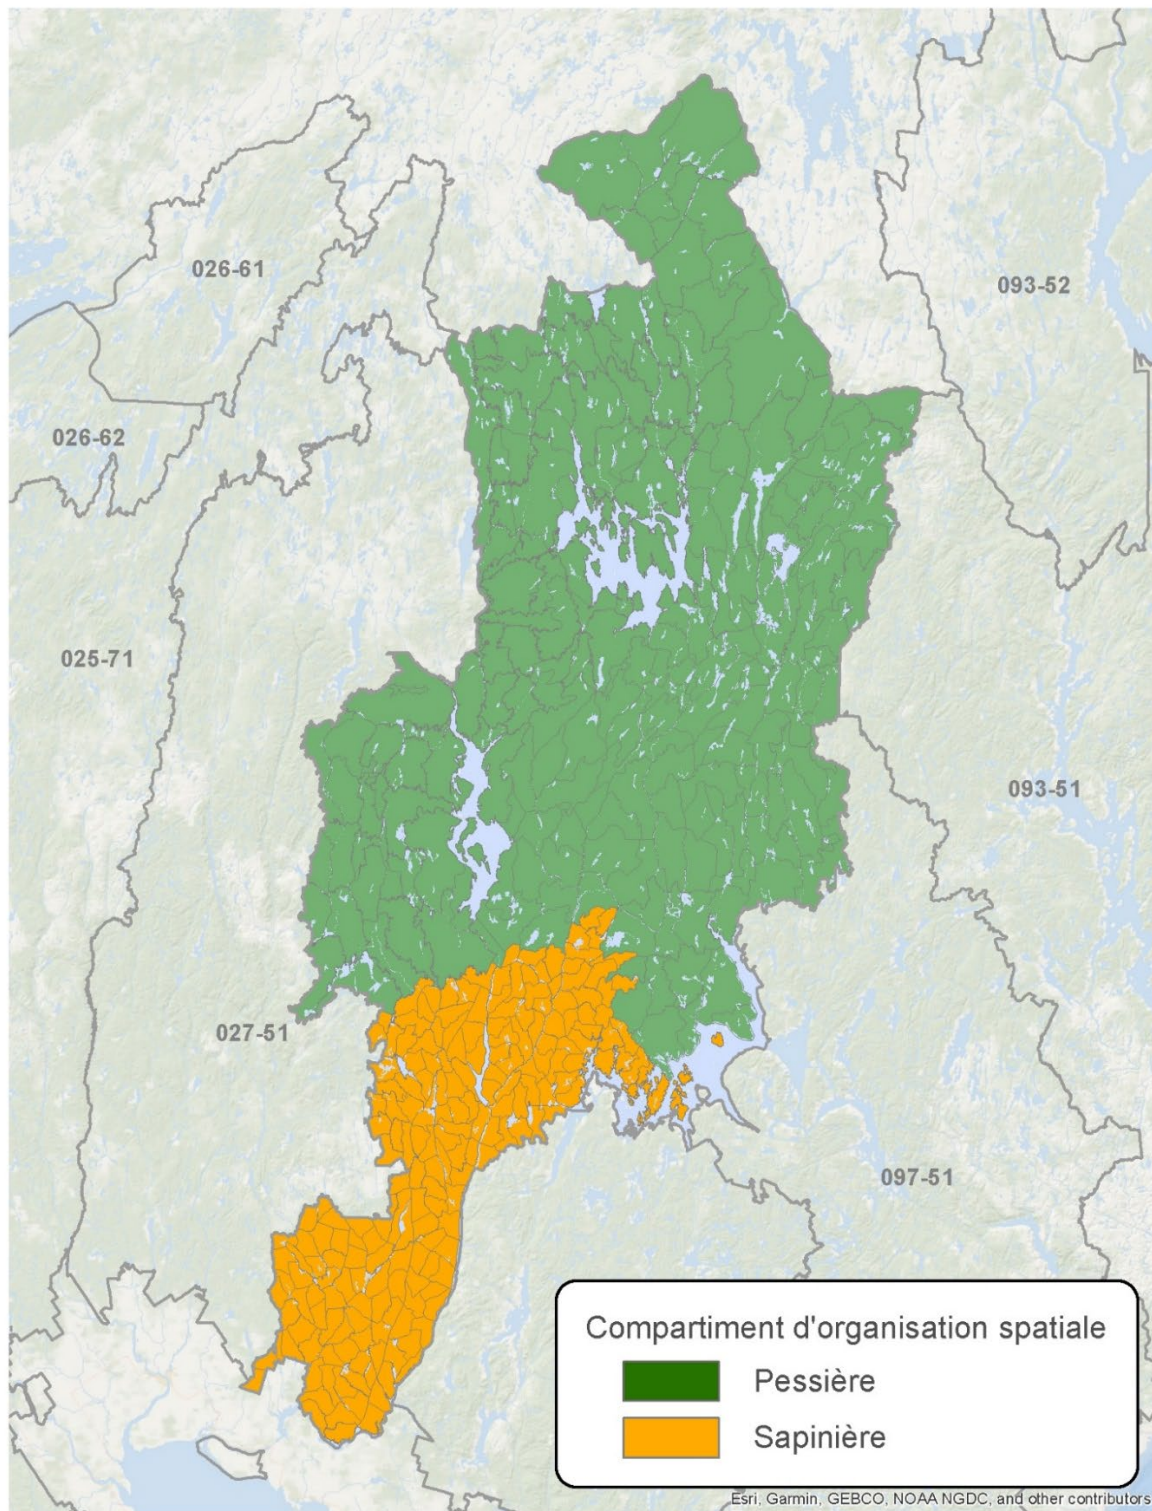 026-61
093-52
026-62
025-71
093-51
027-51
097-51
Compartiment d'organisation spatiale
Pessière
Sapinière
Esri, Garmin, GEBCO, NOAA NGDC, and other contributors